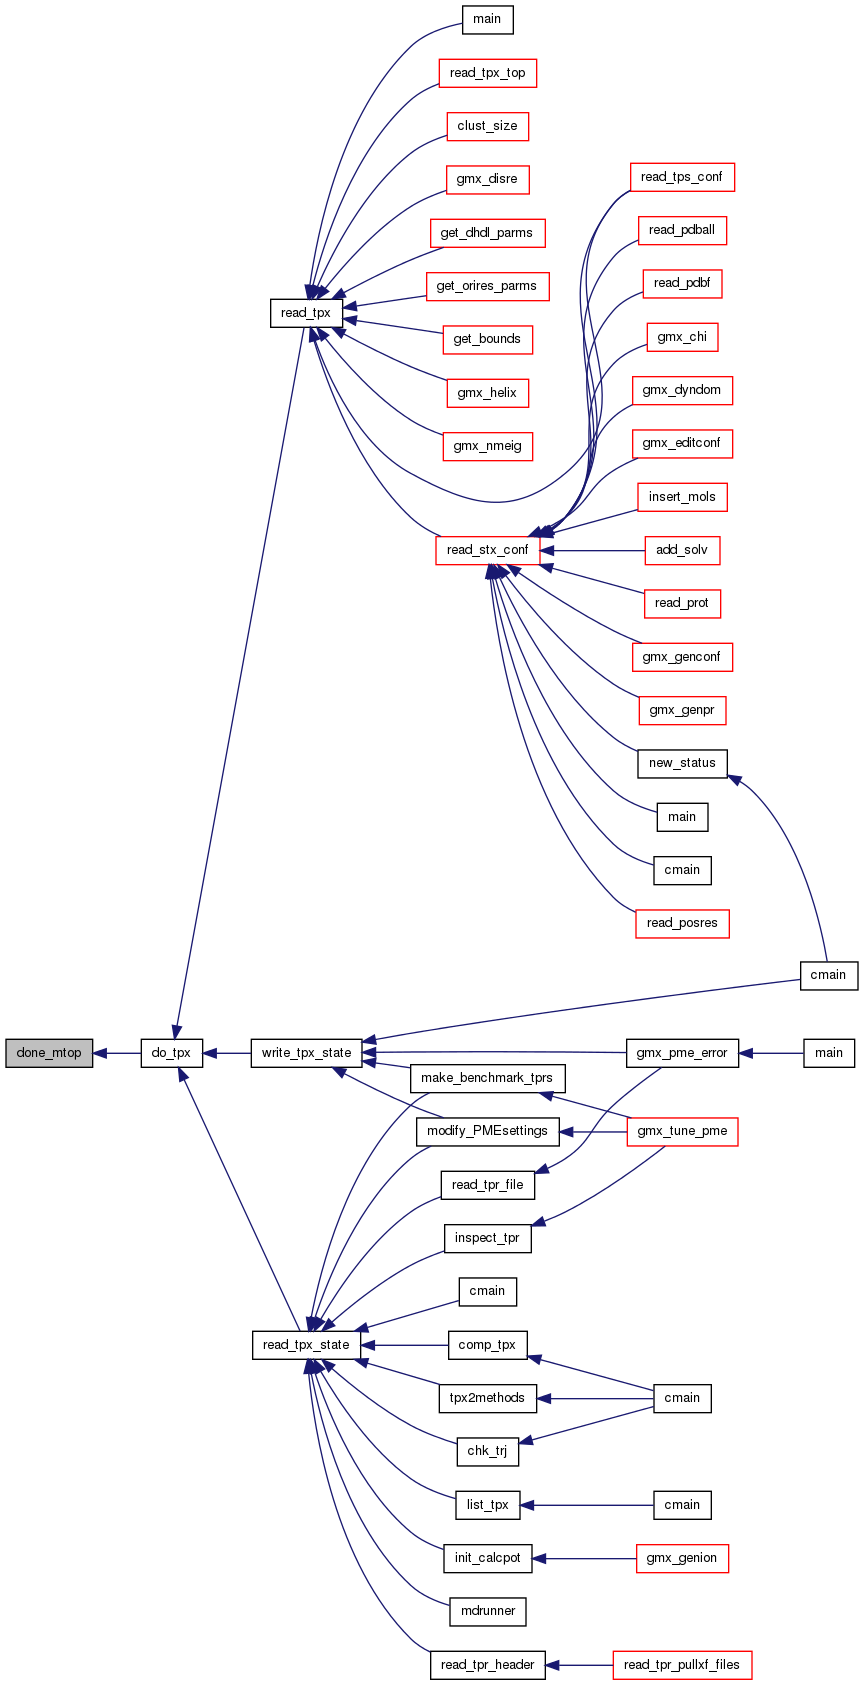 main
read_tpx_top
clust_size
gmx_disre
read_tps_conf
get_dhdl_parms
read_pdball
get_orires_parms
read_pdbf
read_tpx
get_bounds
gmx_chi
gmx_helix
gmx_dyndom
gmx_nmeig
gmx_editconf
insert_mols
read_stx_conf
add_solv
read_prot
gmx_genconf
gmx_genpr
new_status
main
cmain
read_posres
cmain
done_mtop
do_tpx
write_tpx_state
gmx_pme_error
main
make_benchmark_tprs
modify_PMEsettings
gmx_tune_pme
read_tpr_file
inspect_tpr
cmain
read_tpx_state
comp_tpx
tpx2methods
cmain
chk_trj
list_tpx
cmain
init_calcpot
gmx_genion
mdrunner
read_tpr_header
read_tpr_pullxf_files